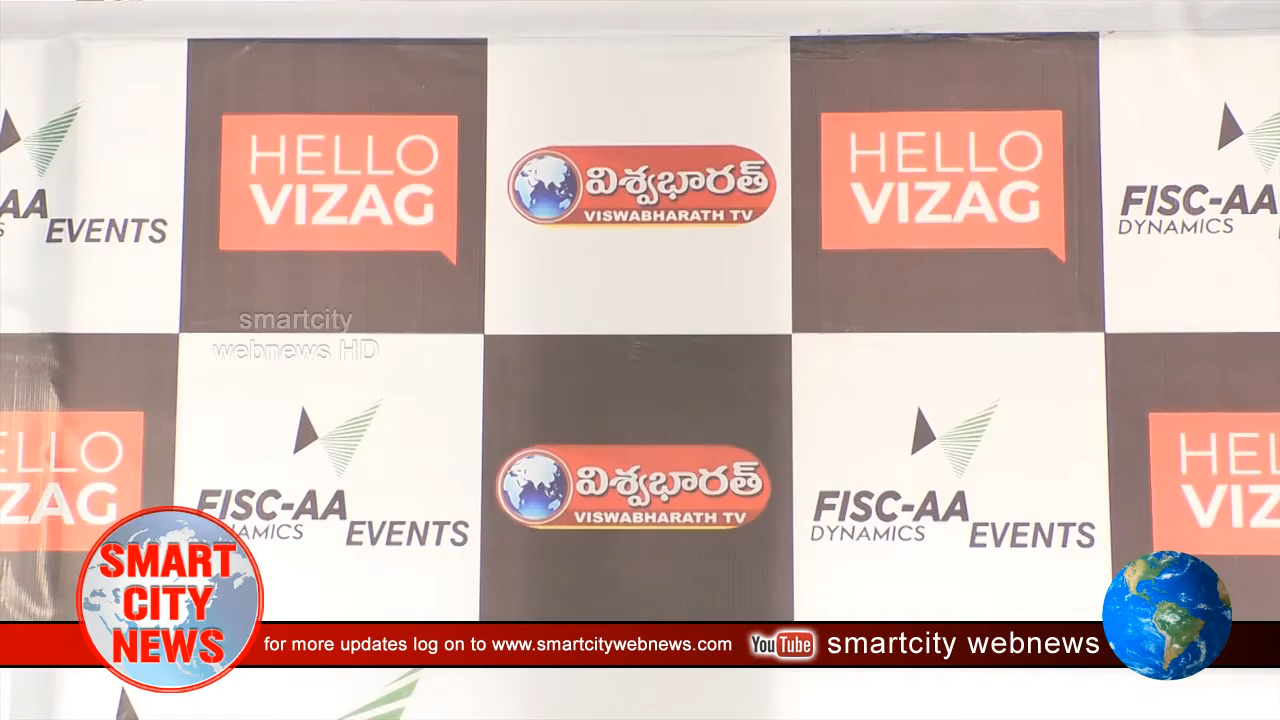 HELLO
VIZAG
విశ్వభారత్
VISWABHARATH TV
HELLO
VIZAG
AA
EVENTS
FISC-AA
DYNAMICS
smartcity
webnews HD
ELLO
ZAG
FISC-AA
AMICS
EVENTS
విశ్వభారత్
VISWABHARATH TV
FISC-AA
DYNAMICS
EVENTS
HEL
VIZ
SMART
CITY
NEWS
for more updates log on to www.smartcitywebnews.com
YouTube
smartcity webnews